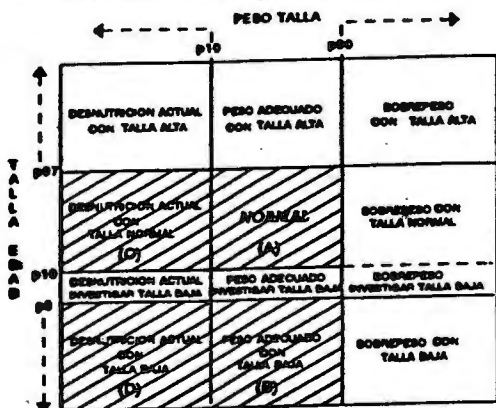 PESO TALLA
p10
p90
TALLA EDAD
DESNUTRICION ACTUAL
CON TALLA ALTA
PESO ADECUADO
CON TALLA ALTA
SOBREPESO
CON TALLA ALTA
p97
DESNUTRICION ACTUAL
CON
TALLA NORMAL
(C)
NORMAL
(A)
SOBREPESO CON
TALLA NORMAL
p10
DESNUTRICION ACTUAL
INVESTIGAR TALLA BAJA
PESO ADECUADO
INVESTIGAR TALLA BAJA
SOBREPESO
INVESTIGAR TALLA BAJA
DESNUTRICION ACTUAL
CON
TALLA BAJA
(D)
PESO ADECUADO
CON
TALLA BAJA
(B)
SOBREPESO CON
TALLA BAJA